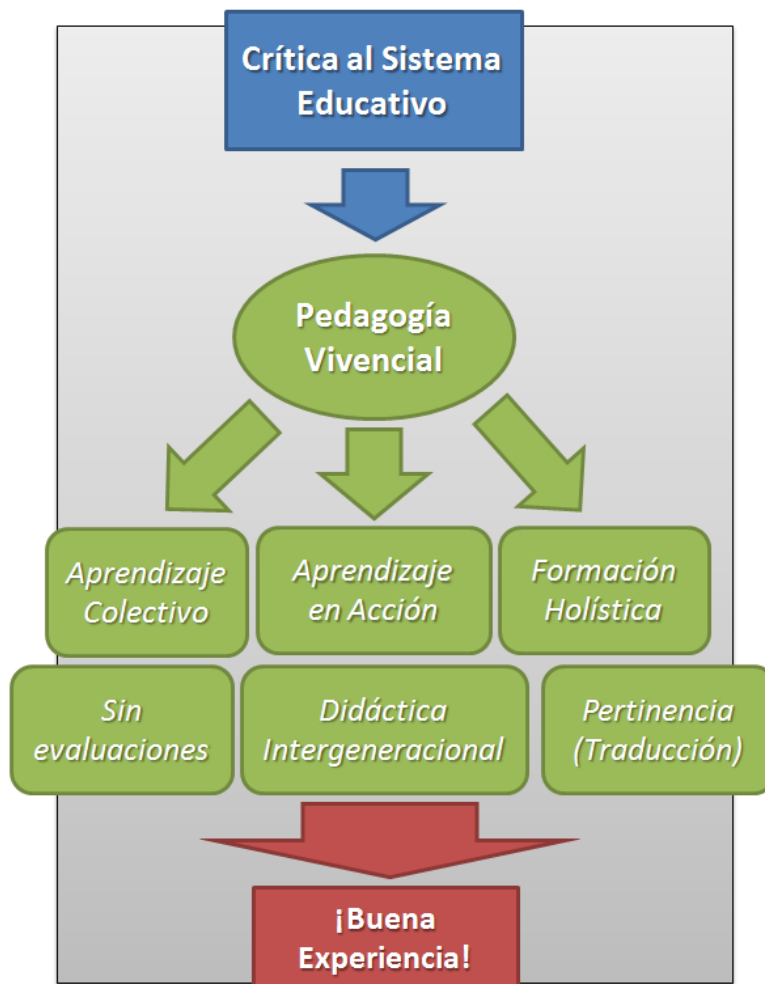 Crítica al Sistema
Educativo
Pedagogía
Vivencial
Aprendizaje
Colectivo
Aprendizaje
en Acción
Formación
Holística
Sin
evaluaciones
Didáctica
Intergeneracional
Pertinencia
(Traducción)
¡Buena
Experiencia!